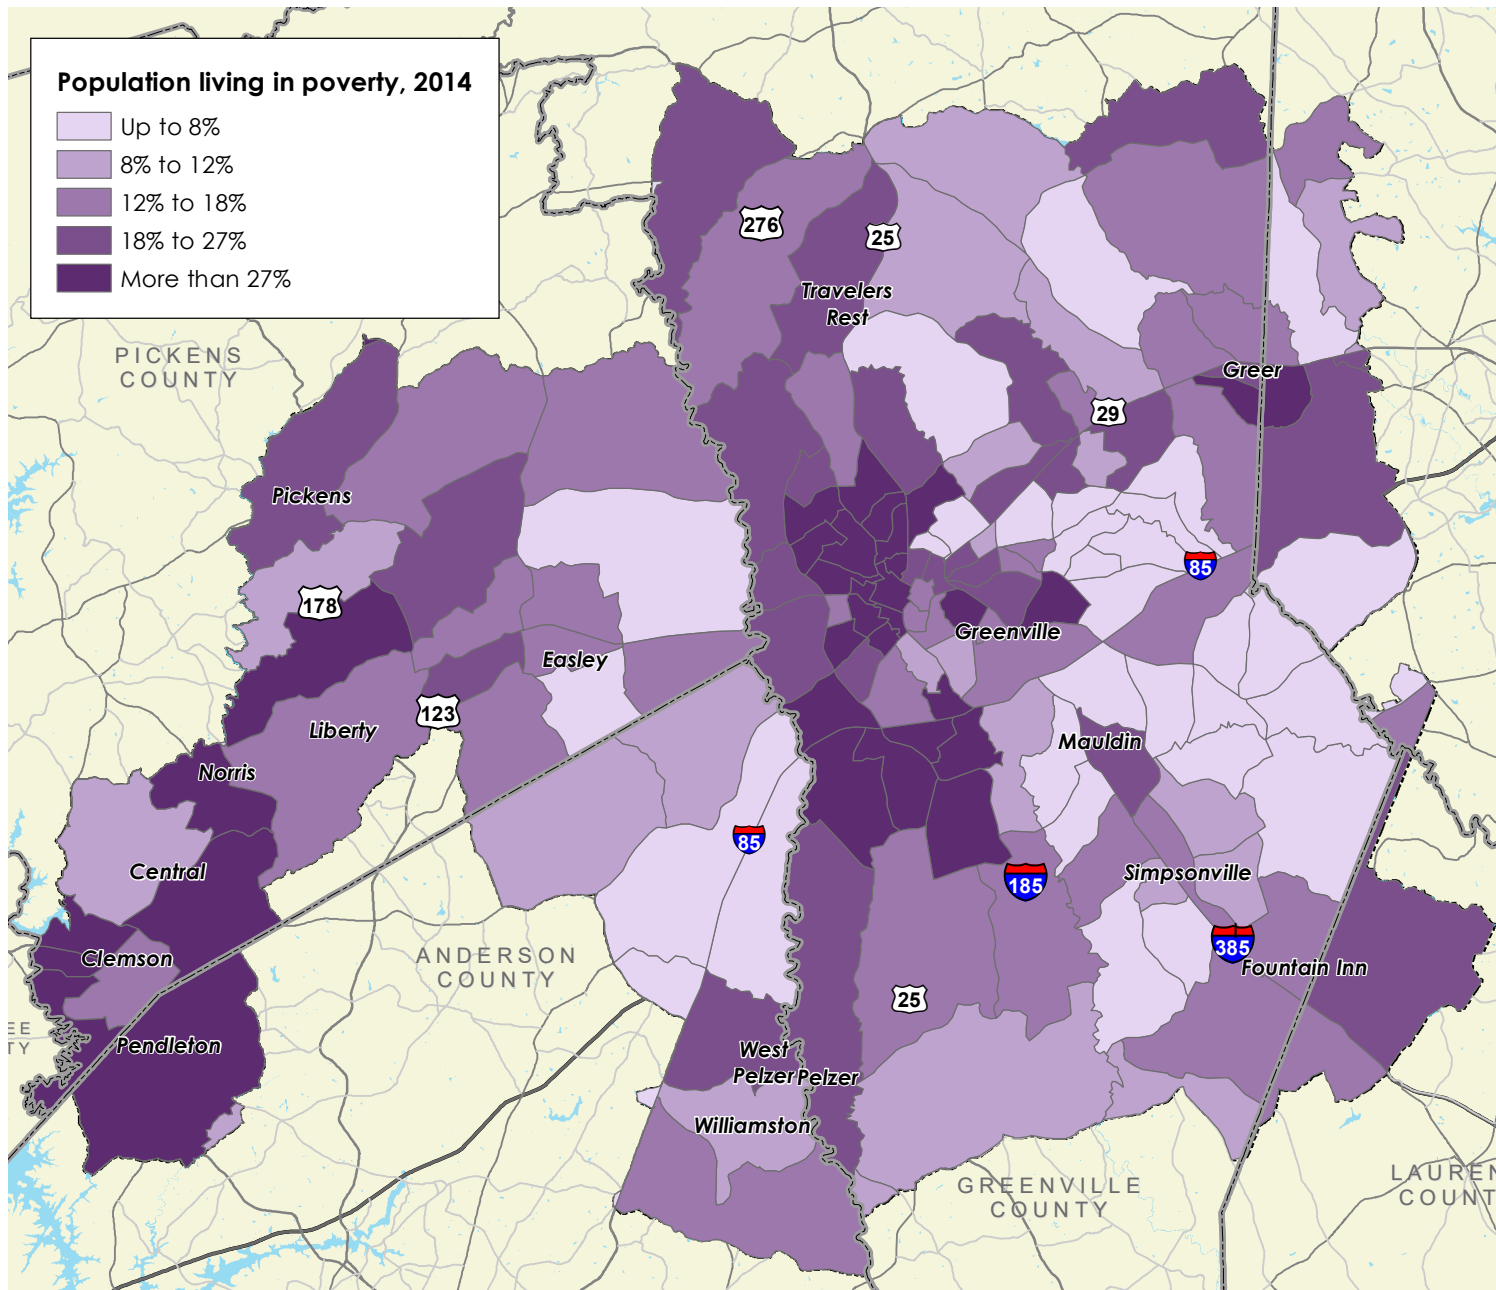 Population living in poverty, 2014
Up to 8%
8% to 12%
12% to 18%
18% to 27%
More than 27%
276
25
Travelers
Rest
PICKENS
COUNTY
Greer
29
Pickens
85
178
Greenville
Easley
123
Liberty
Mauldin
Norris
85
Central
Simpsonville
185
385
Clemson
ANDERSON
COUNTY
Fountain Inn
25
EE
TY
Pendleton
West
Pelzer
Pelzer
Williamston
GREENVILLE
COUNTY
LAUREN
COUNT